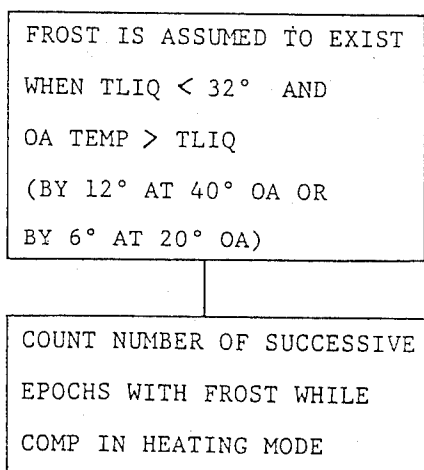 FROST IS ASSUMED TO EXIST
WHEN TLIQ < 32° AND
OA TEMP > TLIQ
(BY 12° AT 40° OA OR
BY 6° AT 20° OA)
COUNT NUMBER OF SUCCESSIVE
EPOCHS WITH FROST WHILE
COMP IN HEATING MODE